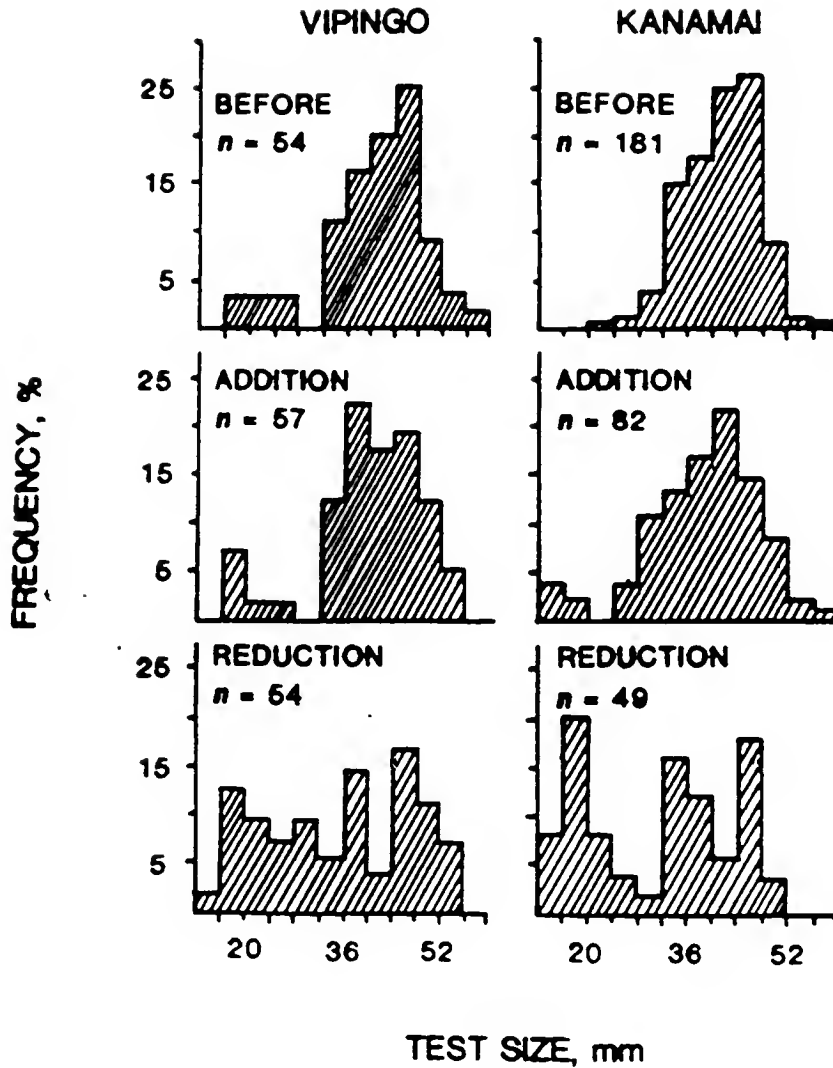 VIPINGO KANAMAI
25
15
5
BEFORE
n = 54
BEFORE
n = 181
25
15
5
ADDITION
n = 57
ADDITION
n = 82
25
15
5
REDUCTION
n = 54
REDUCTION
n = 49
20 36 52 20 36 52
FREQUENCY, %
TEST SIZE, mm